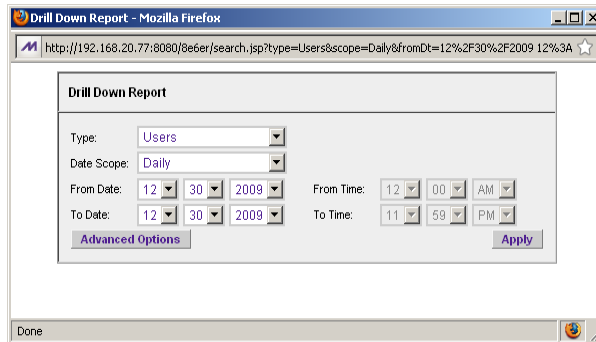 Drill Down Report - Mozilla Firefox
http://192.168.20.77:8080/8e6er/search.jsp?type=Users&scope=Daily&fromDt=12%2F30%2F2009 12%3A
Drill Down Report
Type: Users
Date Scope: Daily
From Date: 12 30 2009 From Time: 12 00 AM
To Date: 12 30 2009 To Time: 11 59 PM
Advanced Options Apply
Done